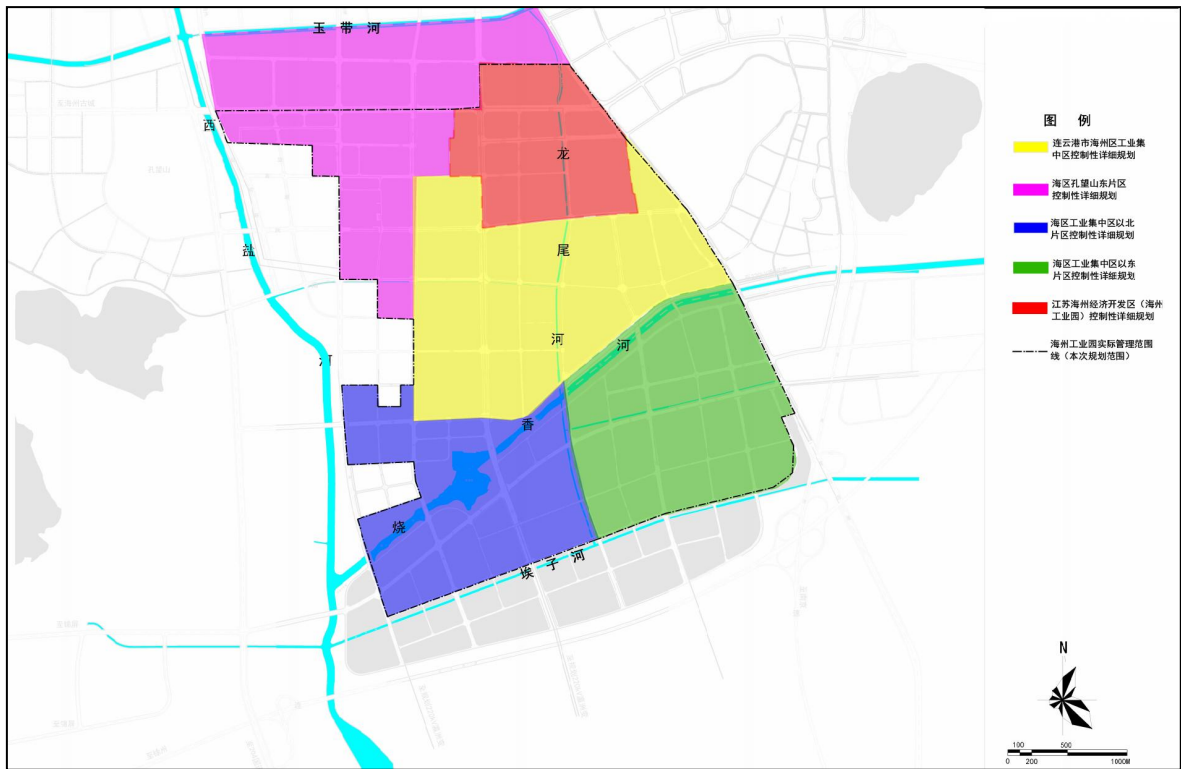 玉带河
西
盐
河
龙
尾
河
河
香
烧
埃子河
孔望山
图 例
连云港市海州区工业集
中区控制性详细规划
海区孔望山东片区
控制性详细规划
海区工业集中区以北
片区控制性详细规划
海区工业集中区以东
片区控制性详细规划
江苏海州经济开发区（海州
工业园）控制性详细规划
海州工业园实际管理范围
线（本次规划范围）
N
100 500
0 200 1000M